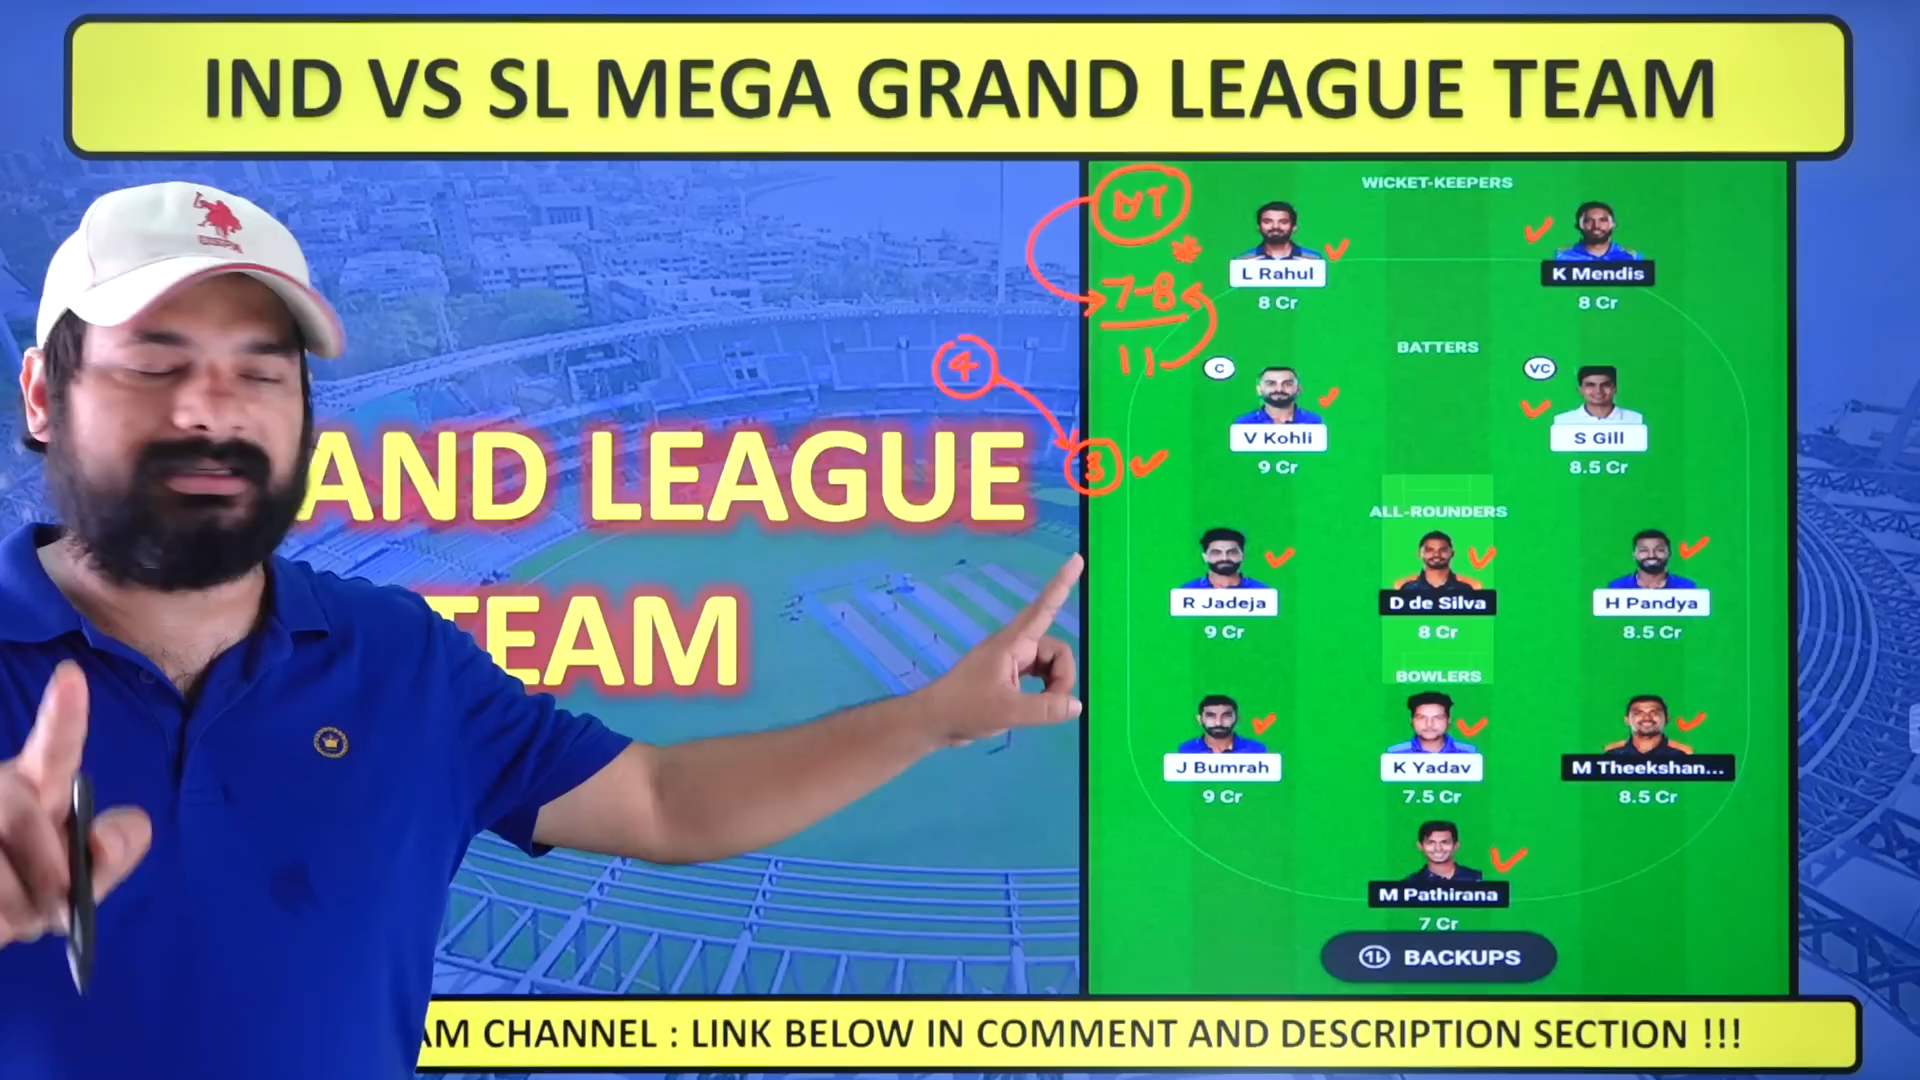 IND VS SL MEGA GRAND LEAGUE TEAM
WICKET-KEEPERS
L Rahul
8 Cr
K Mendis
8 Cr
7-8
11
4
3
BATTERS
C
V Kohli
9 Cr
VC
S Gill
8.5 Cr
AND LEAGUE
TEAM
ALL-ROUNDERS
R Jadeja
9 Cr
D de Silva
8 Cr
H Pandya
8.5 Cr
BOWLERS
J Bumrah
9 Cr
K Yadav
7.5 Cr
M Theekshan...
8.5 Cr
M Pathirana
7 Cr
BACKUPS
AM CHANNEL : LINK BELOW IN COMMENT AND DESCRIPTION SECTION !!!